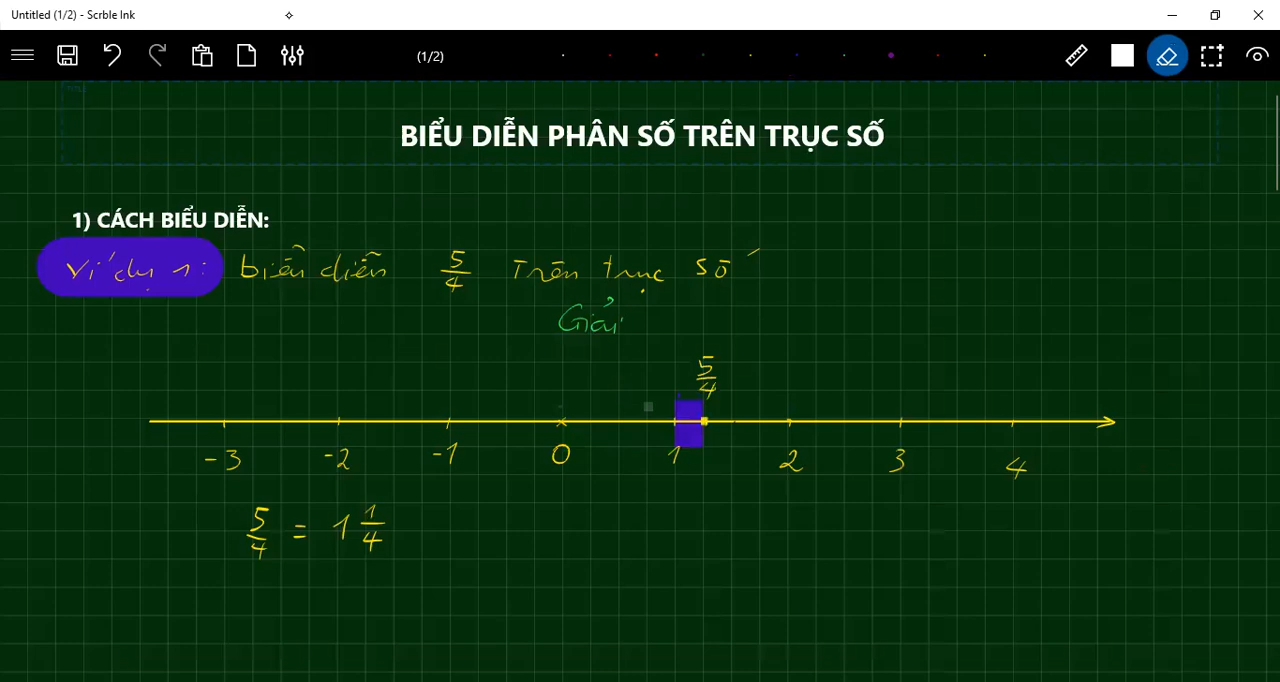 Untitled (1/2) - Scrble Ink
(1/2)
BIỂU DIỄN PHÂN SỐ TRÊN TRỤC SỐ
1) CÁCH BIỂU DIỄN:
Ví dụ 1: biểu diễn 5/4 trên trục số
Giải
5/4
-3 -2 -1 0 1 2 3 4
5/4 = 1 1/4